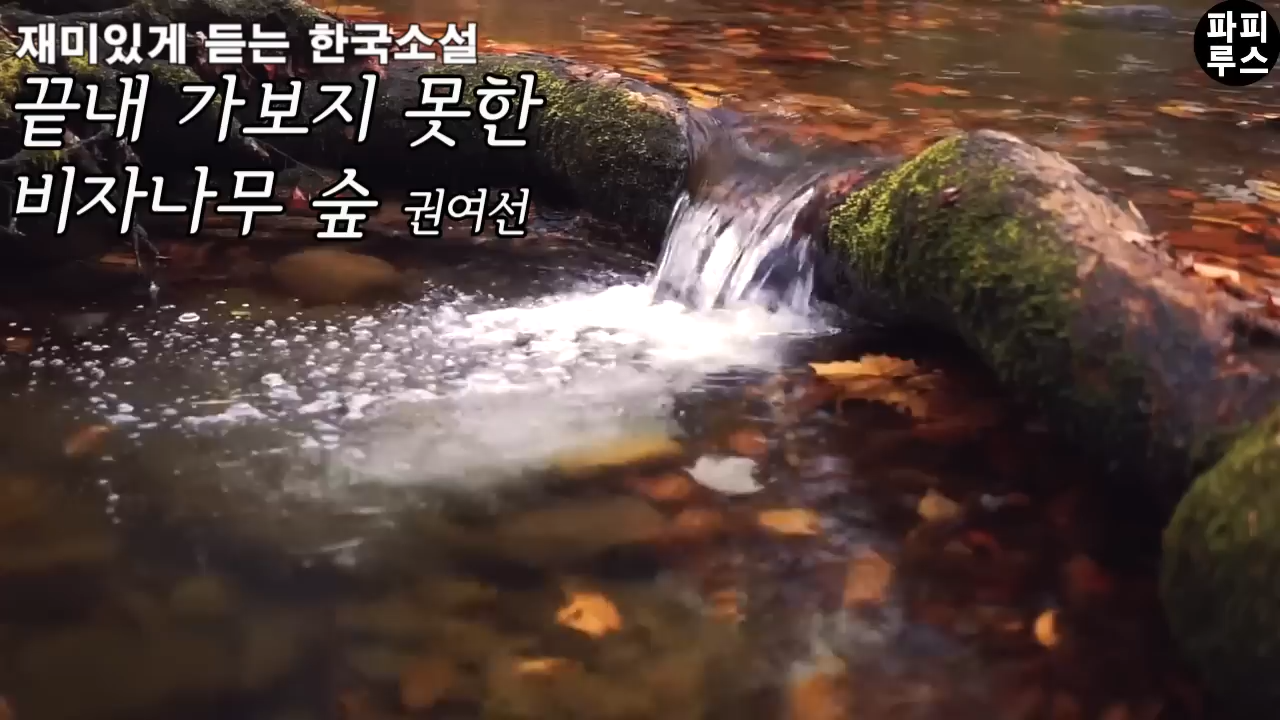 재미있게 듣는 한국소설
끝내 가보지 못한
비자나무 숲 권여선
파피
루스